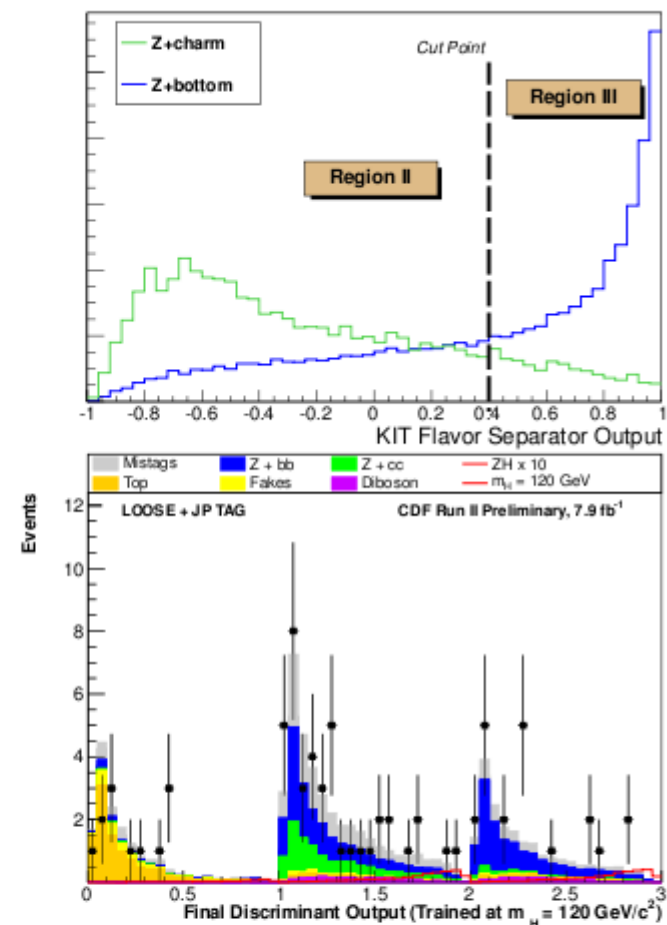 Z+charm
Z+bottom
Cut Point
Region III
Region II
-1 -0.8 -0.6 -0.4 -0.2 0 0.2 0.4 0.6 0.8 1
KIT Flavor Separator Output
Mistags Z + bb Z + cc ZH x 10
Top Fakes Diboson m_H = 120 GeV
LOOSE + JP TAG CDF Run II Preliminary, 7.9 fb⁻¹
Events
12
10
8
6
4
2
0 0.5 1 1.5 2 2.5 3
Final Discriminant Output (Trained at m_H = 120 GeV/c²)